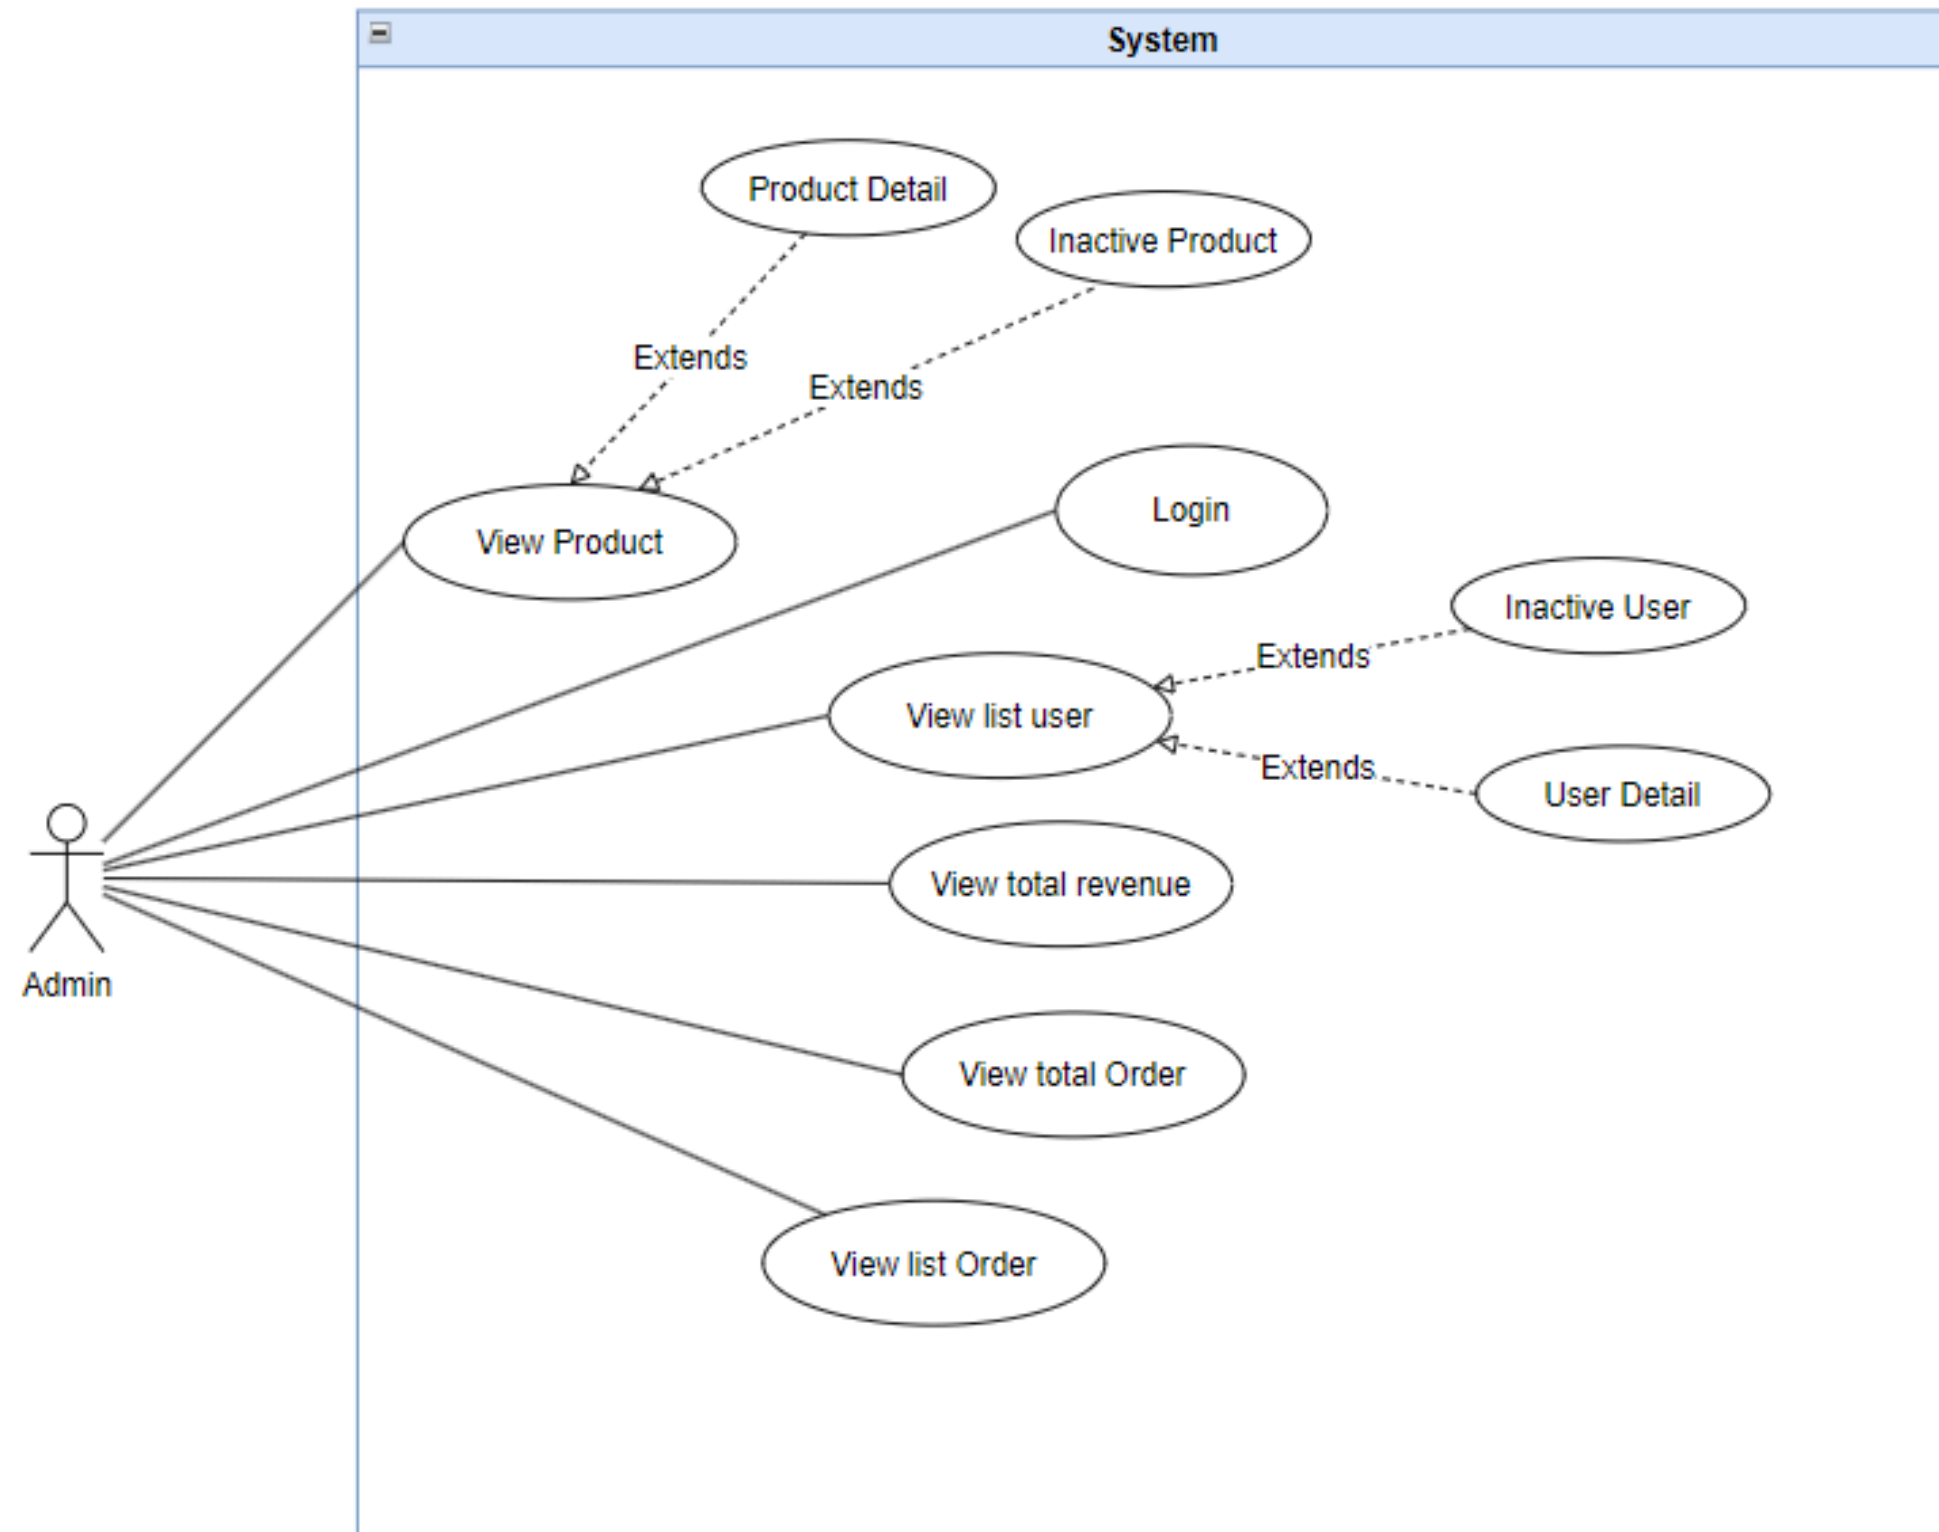 System
Product Detail
Inactive Product
Extends
Extends
Login
View Product
Inactive User
Extends
View list user
Extends
User Detail
View total revenue
Admin
View total Order
View list Order